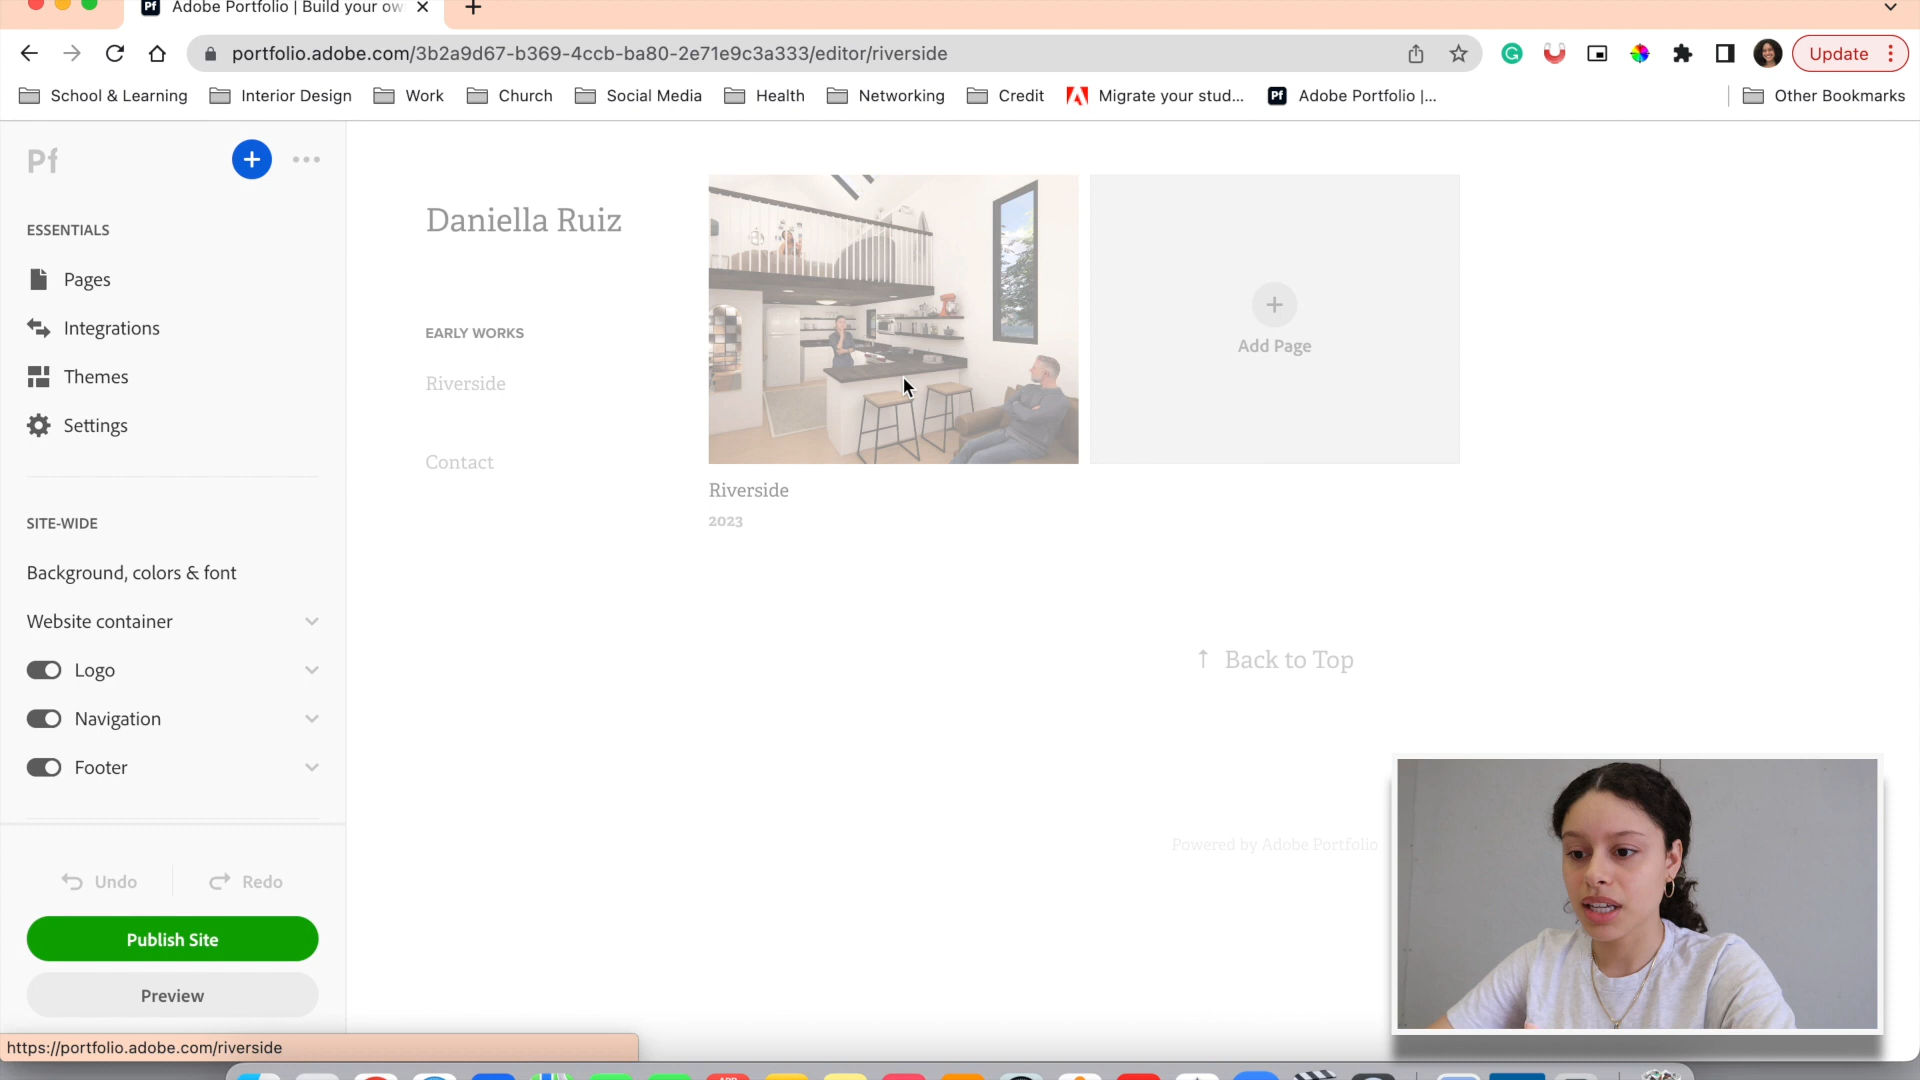 Pf Adobe Portfolio | Build your ow
portfolio.adobe.com/3b2a9d67-b369-4ccb-ba80-2e71e9c3a333/editor/riverside
Update
School & Learning
Interior Design
Work
Church
Social Media
Health
Networking
Credit
Migrate your stud...
Pf Adobe Portfolio |...
Other Bookmarks
Pf
ESSENTIALS
Pages
Integrations
Themes
Settings
SITE-WIDE
Background, colors & font
Website container
Logo
Navigation
Footer
Undo
Redo
Publish Site
Preview
https://portfolio.adobe.com/riverside
Daniella Ruiz
EARLY WORKS
Riverside
Contact
Riverside
2023
Add Page
↑ Back to Top
Powered by Adobe Portfolio